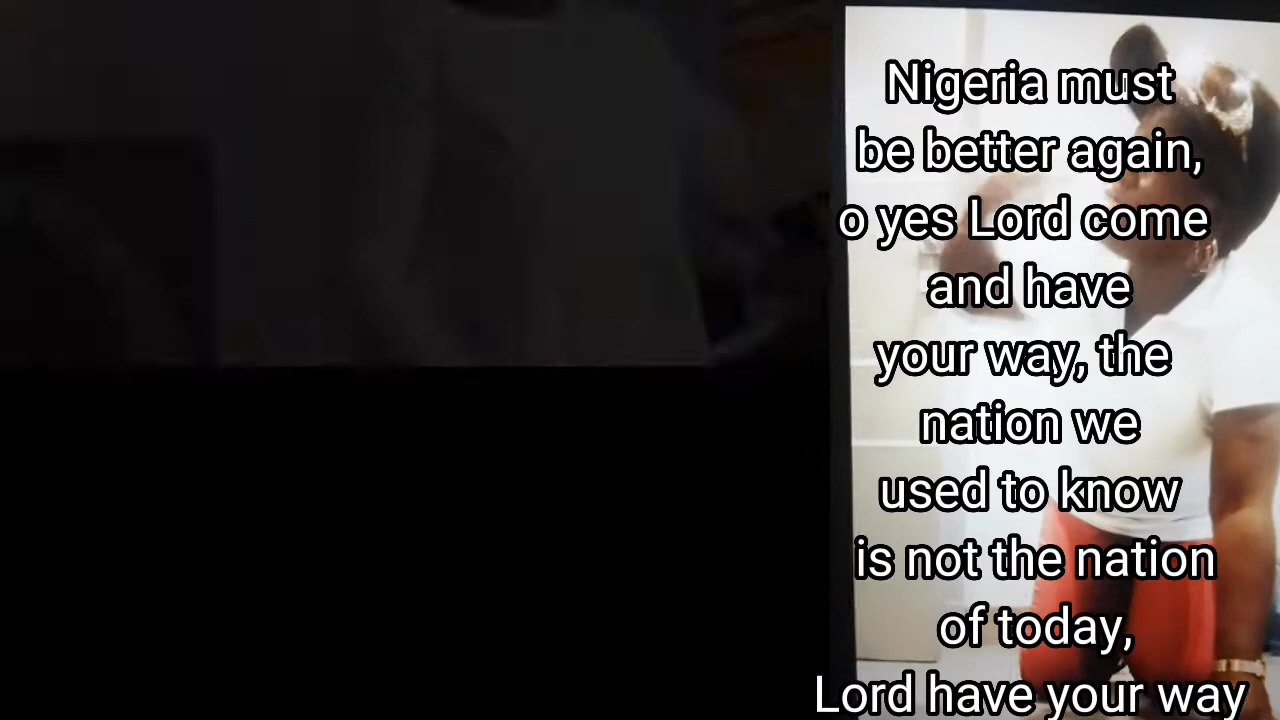 Nigeria must
be better again,
o yes Lord come
and have
your way, the
nation we
used to know
is not the nation
of today,
Lord have your way